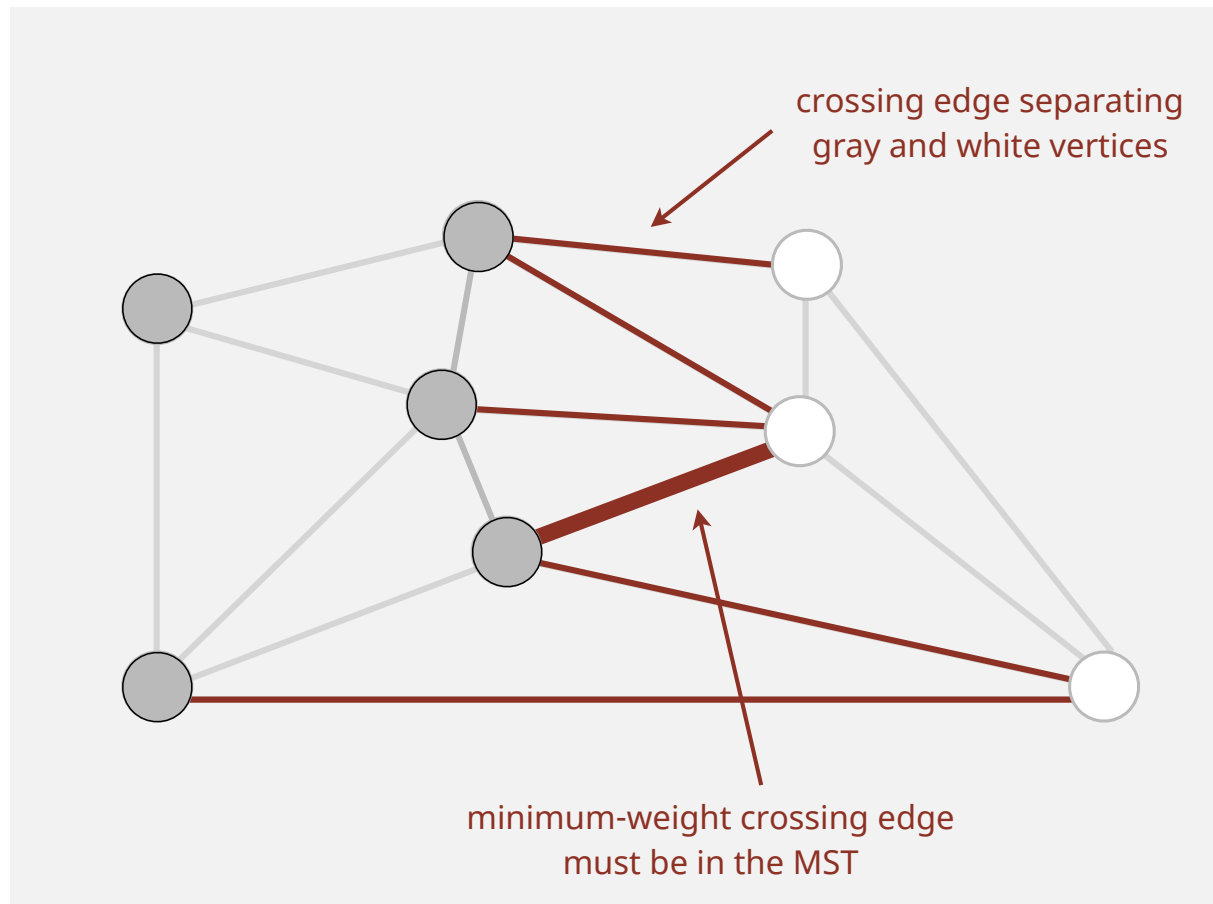 crossing edge separating
gray and white vertices
minimum-weight crossing edge
must be in the MST